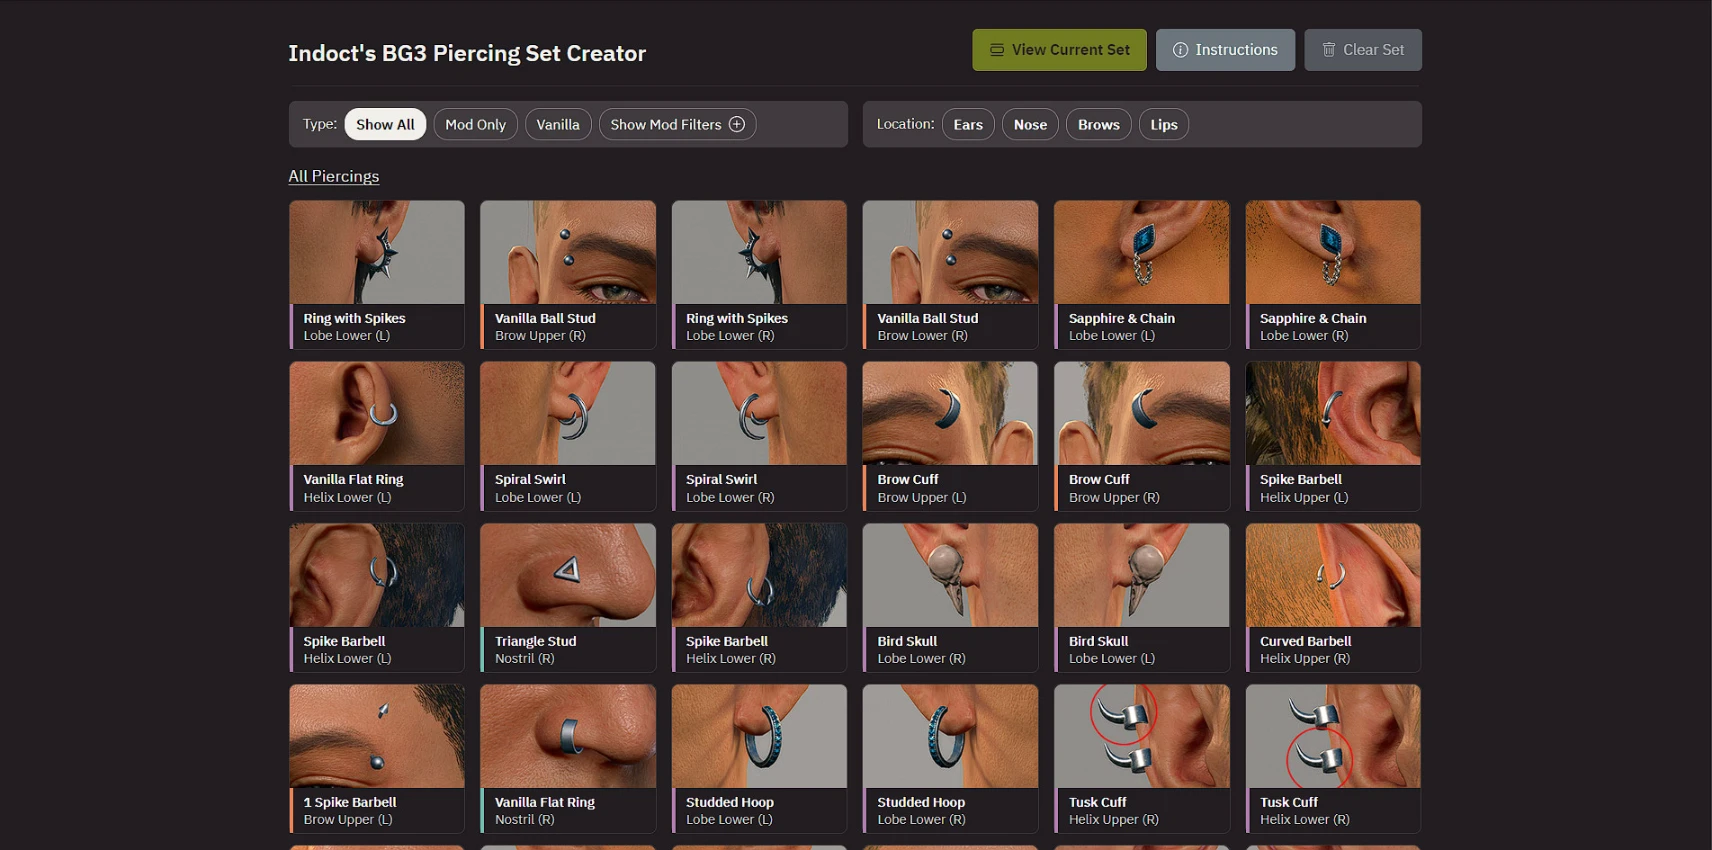 Indoct's BG3 Piercing Set Creator
View Current Set
Instructions
Clear Set
Type: Show All Mod Only Vanilla Show Mod Filters
Location: Ears Nose Brows Lips
All Piercings
Ring with Spikes
Lobe Lower (L)
Vanilla Ball Stud
Brow Upper (R)
Ring with Spikes
Lobe Lower (R)
Vanilla Ball Stud
Brow Lower (R)
Sapphire & Chain
Lobe Lower (L)
Sapphire & Chain
Lobe Lower (R)
Vanilla Flat Ring
Helix Lower (L)
Spiral Swirl
Lobe Lower (L)
Spiral Swirl
Lobe Lower (R)
Brow Cuff
Brow Upper (L)
Brow Cuff
Brow Upper (R)
Spike Barbell
Helix Upper (L)
Spike Barbell
Helix Lower (L)
Triangle Stud
Nostril (R)
Spike Barbell
Helix Lower (R)
Bird Skull
Lobe Lower (R)
Bird Skull
Lobe Lower (L)
Curved Barbell
Helix Upper (R)
1 Spike Barbell
Brow Upper (L)
Vanilla Flat Ring
Nostril (R)
Studded Hoop
Lobe Lower (L)
Studded Hoop
Lobe Lower (R)
Tusk Cuff
Helix Upper (R)
Tusk Cuff
Helix Lower (R)